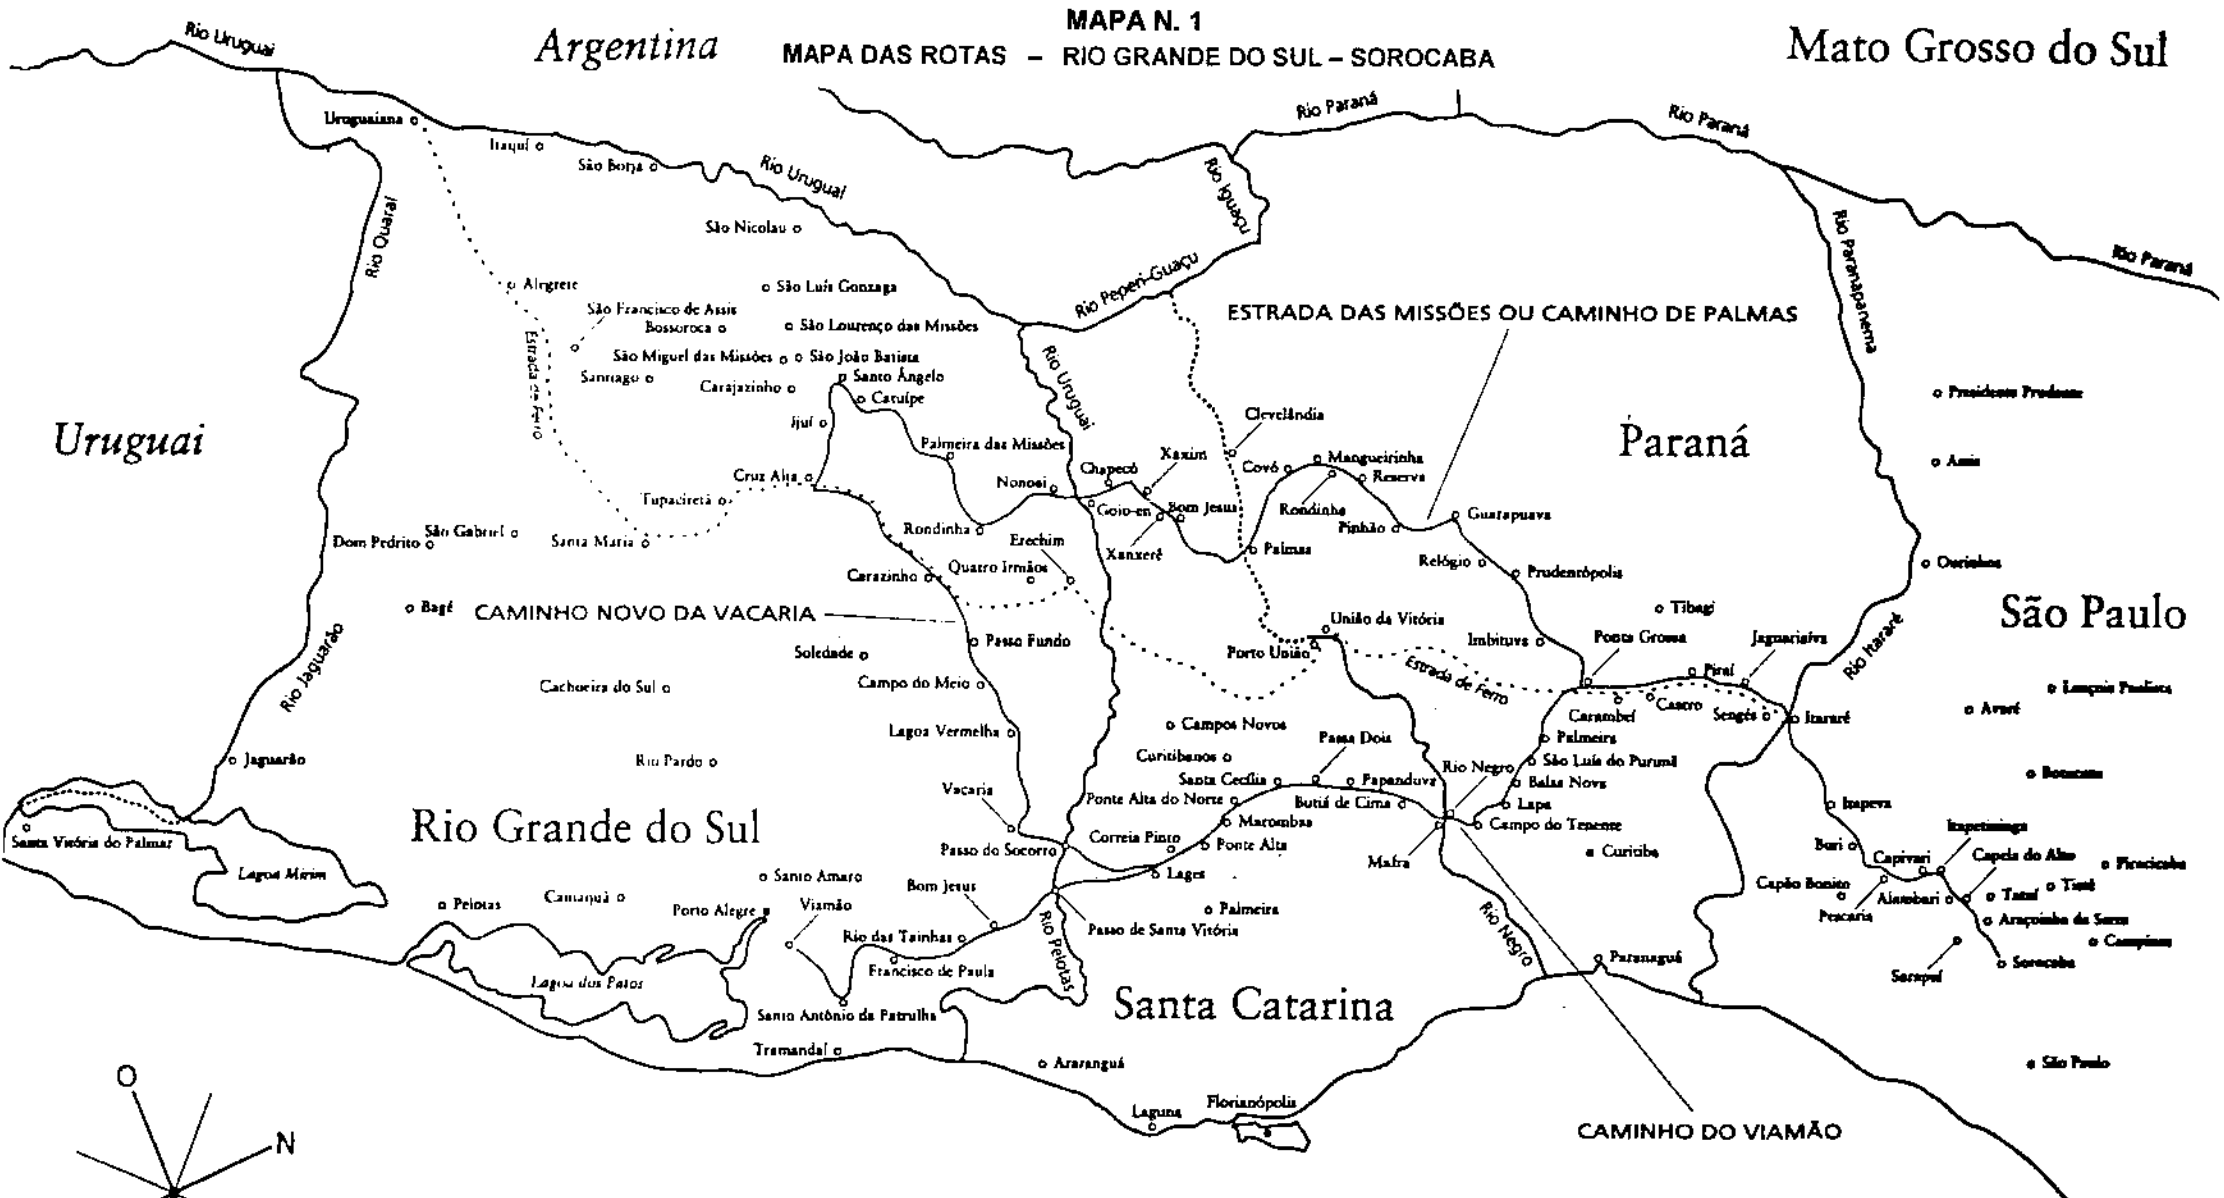 MAPA N. 1
MAPA DAS ROTAS – RIO GRANDE DO SUL – SOROCABA
Argentina
Mato Grosso do Sul
Rio Uruguai
Rio Paraná
Rio Paraná
Uruguaiana
Itaquí
São Borja
Rio Uruguai
Rio Iguaçu
Rio Quaraí
Rio Paranapanema
Rio Paraná
São Nicolau
Alegrete
São Luís Gonzaga
Rio Peperi-Guaçu
São Francisco de Assis
Bossoroca
São Lourenço das Missões
ESTRADA DAS MISSÕES OU CAMINHO DE PALMAS
Estrada de Ferro
São Miguel das Missões
São João Batista
Santiago
Carajazinho
Santo Ângelo
Catuípe
Rio Uruguai
Presidente Prudente
Uruguai
Ijuí
Clevelândia
Paraná
Palmeira das Missões
Xaxim
Mangueirinha
Chapecó
Covó
Reserva
Assis
Cruz Alta
Nonoai
Tupaciretã
Goio-en
Bom Jesus
Rondinha
Guarapuava
Rondinha
Pinhão
São Gabriel
Dom Pedrito
Santa Maria
Erechim
Xanxerê
Palmas
Relógio
Prudentópolis
Ourinhos
Carazinho
Quatro Irmãos
Bagé
CAMINHO NOVO DA VACARIA
Tibagi
São Paulo
União da Vitória
Imbituva
Ponta Grossa
Jaguariaíva
Passo Fundo
Porto União
Soledade
Rio Itararé
Rio Jaguarão
Estrada de Ferro
Piraí
Cachoeira do Sul
Campo do Meio
Lençois Paulista
Carambeí
Castro
Sengés
Itararé
Avaré
Lagoa Vermelha
Campos Novos
Passa Dois
Palmeira
Jaguarão
Rio Pardo
Curitibanos
Rio Negro
São Luís do Purunã
Santa Cecília
Papanduva
Balsa Nova
Botucatu
Vacaria
Ponte Alta do Norte
Butiá de Cima
Lapa
Itapeva
Rio Grande do Sul
Marombas
Campo do Tenente
Itapetininga
Santa Vitória do Palmar
Correia Pinto
Ponte Alta
Passo do Socorro
Mafra
Curitiba
Buri
Capivari
Capela do Alto
Piracicaba
Lagoa Mirim
Santo Amaro
Lages
Bom Jesus
Capão Bonito
Tietê
Camaquã
Alambari
Tatuí
Pelotas
Porto Alegre
Viamão
Palmeira
Pescaria
Araçoiaba da Serra
Passo de Santa Vitória
Rio das Tainhas
Rio Negro
Campinas
Francisco de Paula
Paranaguá
Sorocaba
Sarapuí
Lagoa dos Patos
Rio Pelotas
Santa Catarina
Santo Antônio da Patrulha
Tramandaí
Araranguá
São Paulo
O
Florianópolis
Laguna
CAMINHO DO VIAMÃO
N